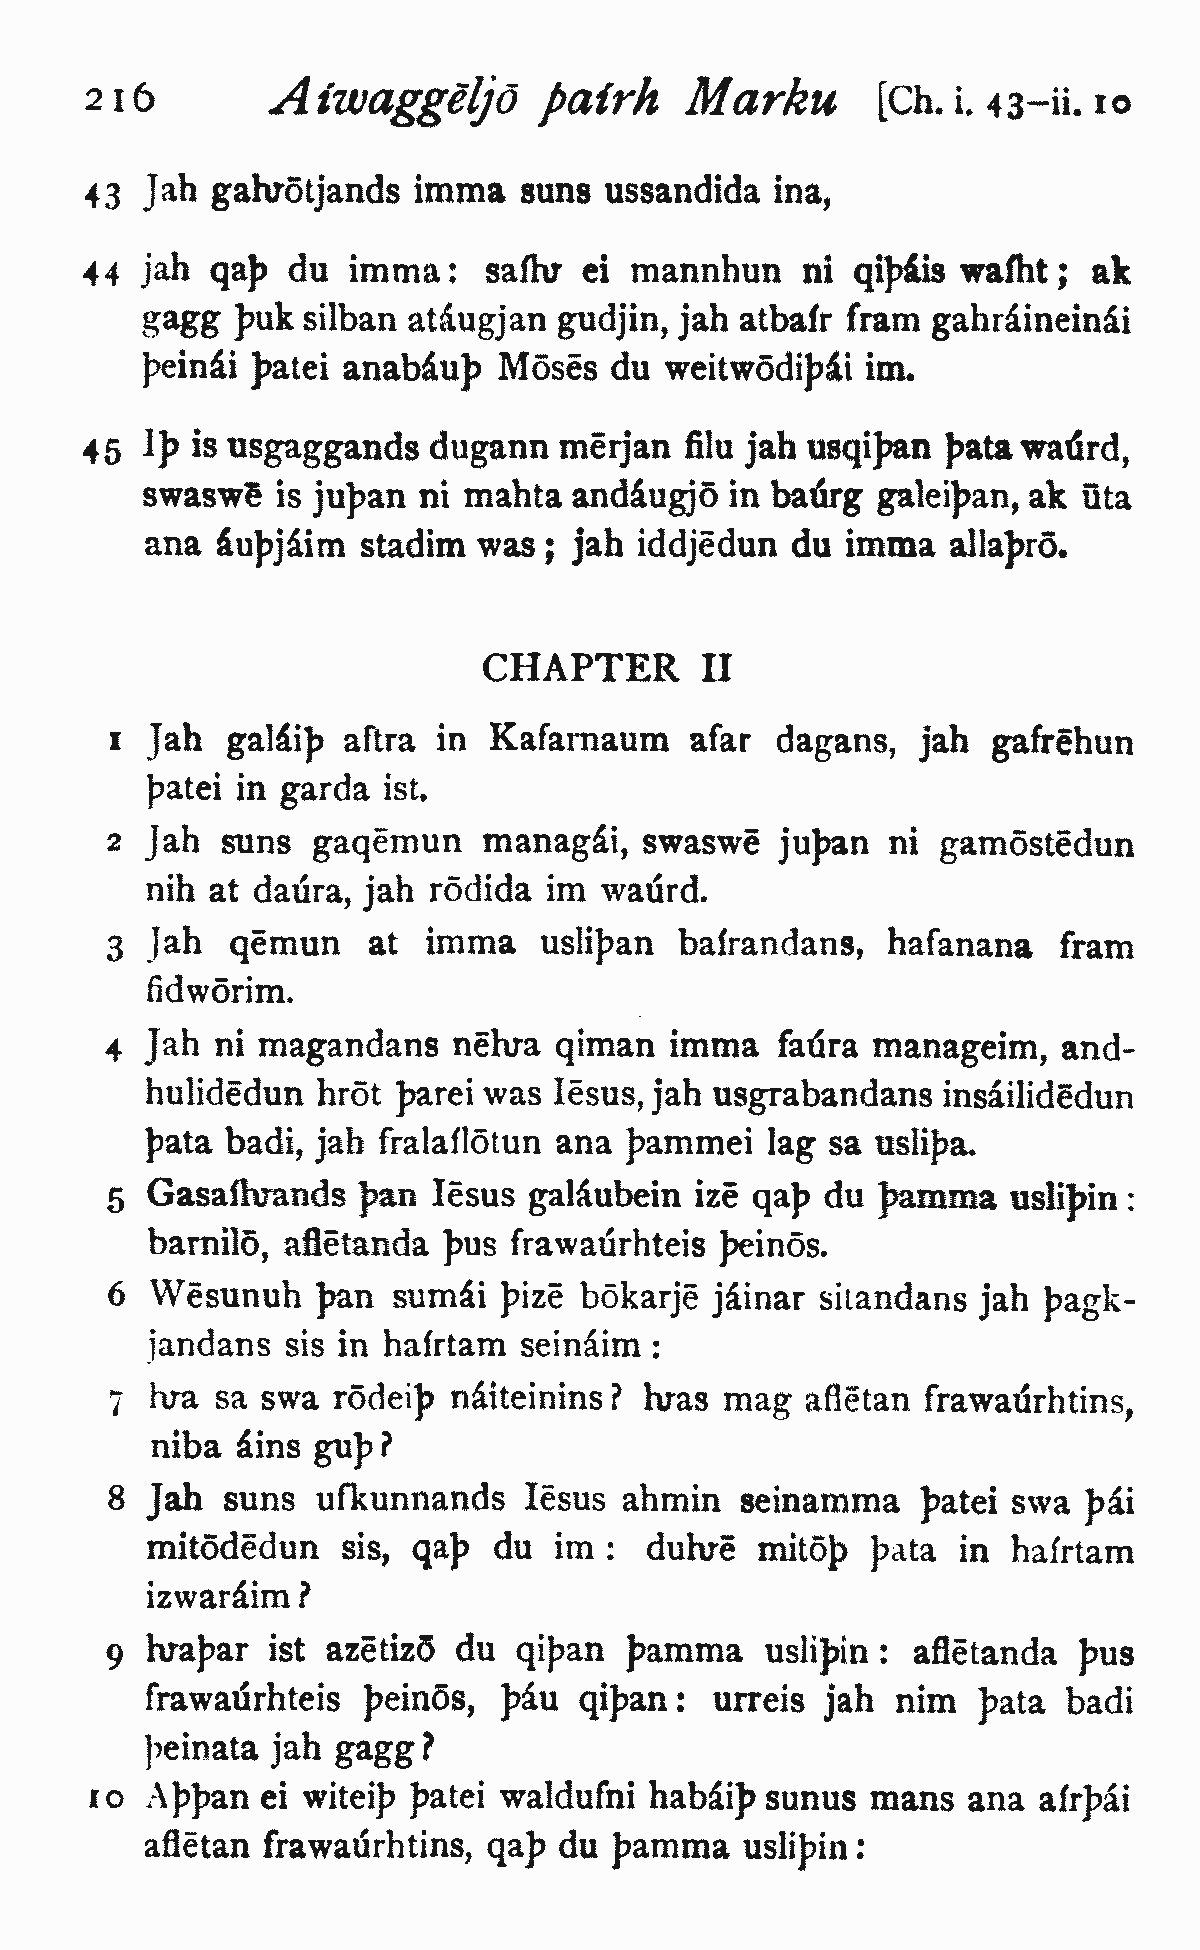 216 Aíwaggēljō þaírh Marku [Ch. i. 43–ii. 10
43 Jah gaƕōtjands imma suns ussandida ina,
44 jah qaþ du imma: saíƕ ei mannhun ni qiþáis waíht; ak
gagg þuk silban atáugjan gudjin, jah atbaír fram gahráineinái
þeinái þatei anabáuþ Mōsēs du weitwōdiþái im.
45 Iþ is usgaggands dugann mērjan filu jah usqiþan þata waúrd,
swaswē is juþan ni mahta andáugjō in baúrg galeiþan, ak ūta
ana áuþjáim stadim was; jah iddjēdun du imma allaþrō.
CHAPTER II
1 Jah galáiþ aftra in Kafarnaum afar dagans, jah gafrēhun
þatei in garda ist.
2 Jah suns gaqēmun managái, swaswē juþan ni gamōstēdun
nih at daúra, jah rōdida im waúrd.
3 Jah qēmun at imma usliþan baírandans, hafanana fram
fidwōrim.
4 Jah ni magandans nēƕa qiman imma faúra manageim, and-
hulidēdun hrōt þarei was Iēsus, jah usgrabandans insáilidēdun
þata badi, jah fralaílōtun ana þammei lag sa usliþa.
5 Gasaíƕands þan Iēsus galáubein izē qaþ du þamma usliþin:
barnilō, aflētanda þus frawaúrhteis þeinōs.
6 Wēsunuh þan sumái þizē bōkarjē jáinar sitandans jah þagk-
jandans sis in haírtam seináim:
7 ƕa sa swa rōdeiþ náiteinins? ƕas mag aflētan frawaúrhtins,
niba áins guþ?
8 Jah suns ufkunnands Iēsus ahmin seinamma þatei swa þái
mitōdēdun sis, qaþ du im: duƕē mitōþ þata in haírtam
izwaráim?
9 ƕaþar ist azētizō du qiþan þamma usliþin: aflētanda þus
frawaúrhteis þeinōs, þáu qiþan: urreis jah nim þata badi
þeinata jah gagg?
10 Aþþan ei witeiþ þatei waldufni habáiþ sunus mans ana aírþái
aflētan frawaúrhtins, qaþ du þamma usliþin: